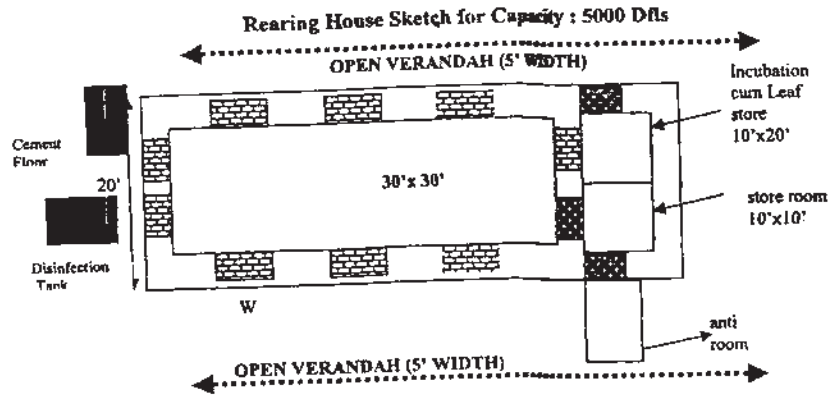 Rearing House Sketch for Capacity : 5000 Dfls
OPEN VERANDAH (5' WIDTH)
Incubation
cum Leaf
store
10'x20'
Cement
Floor
20'
30'x 30'
store room
10'x10'
Disinfection
Tank
W
anti
room
OPEN VERANDAH (5' WIDTH)